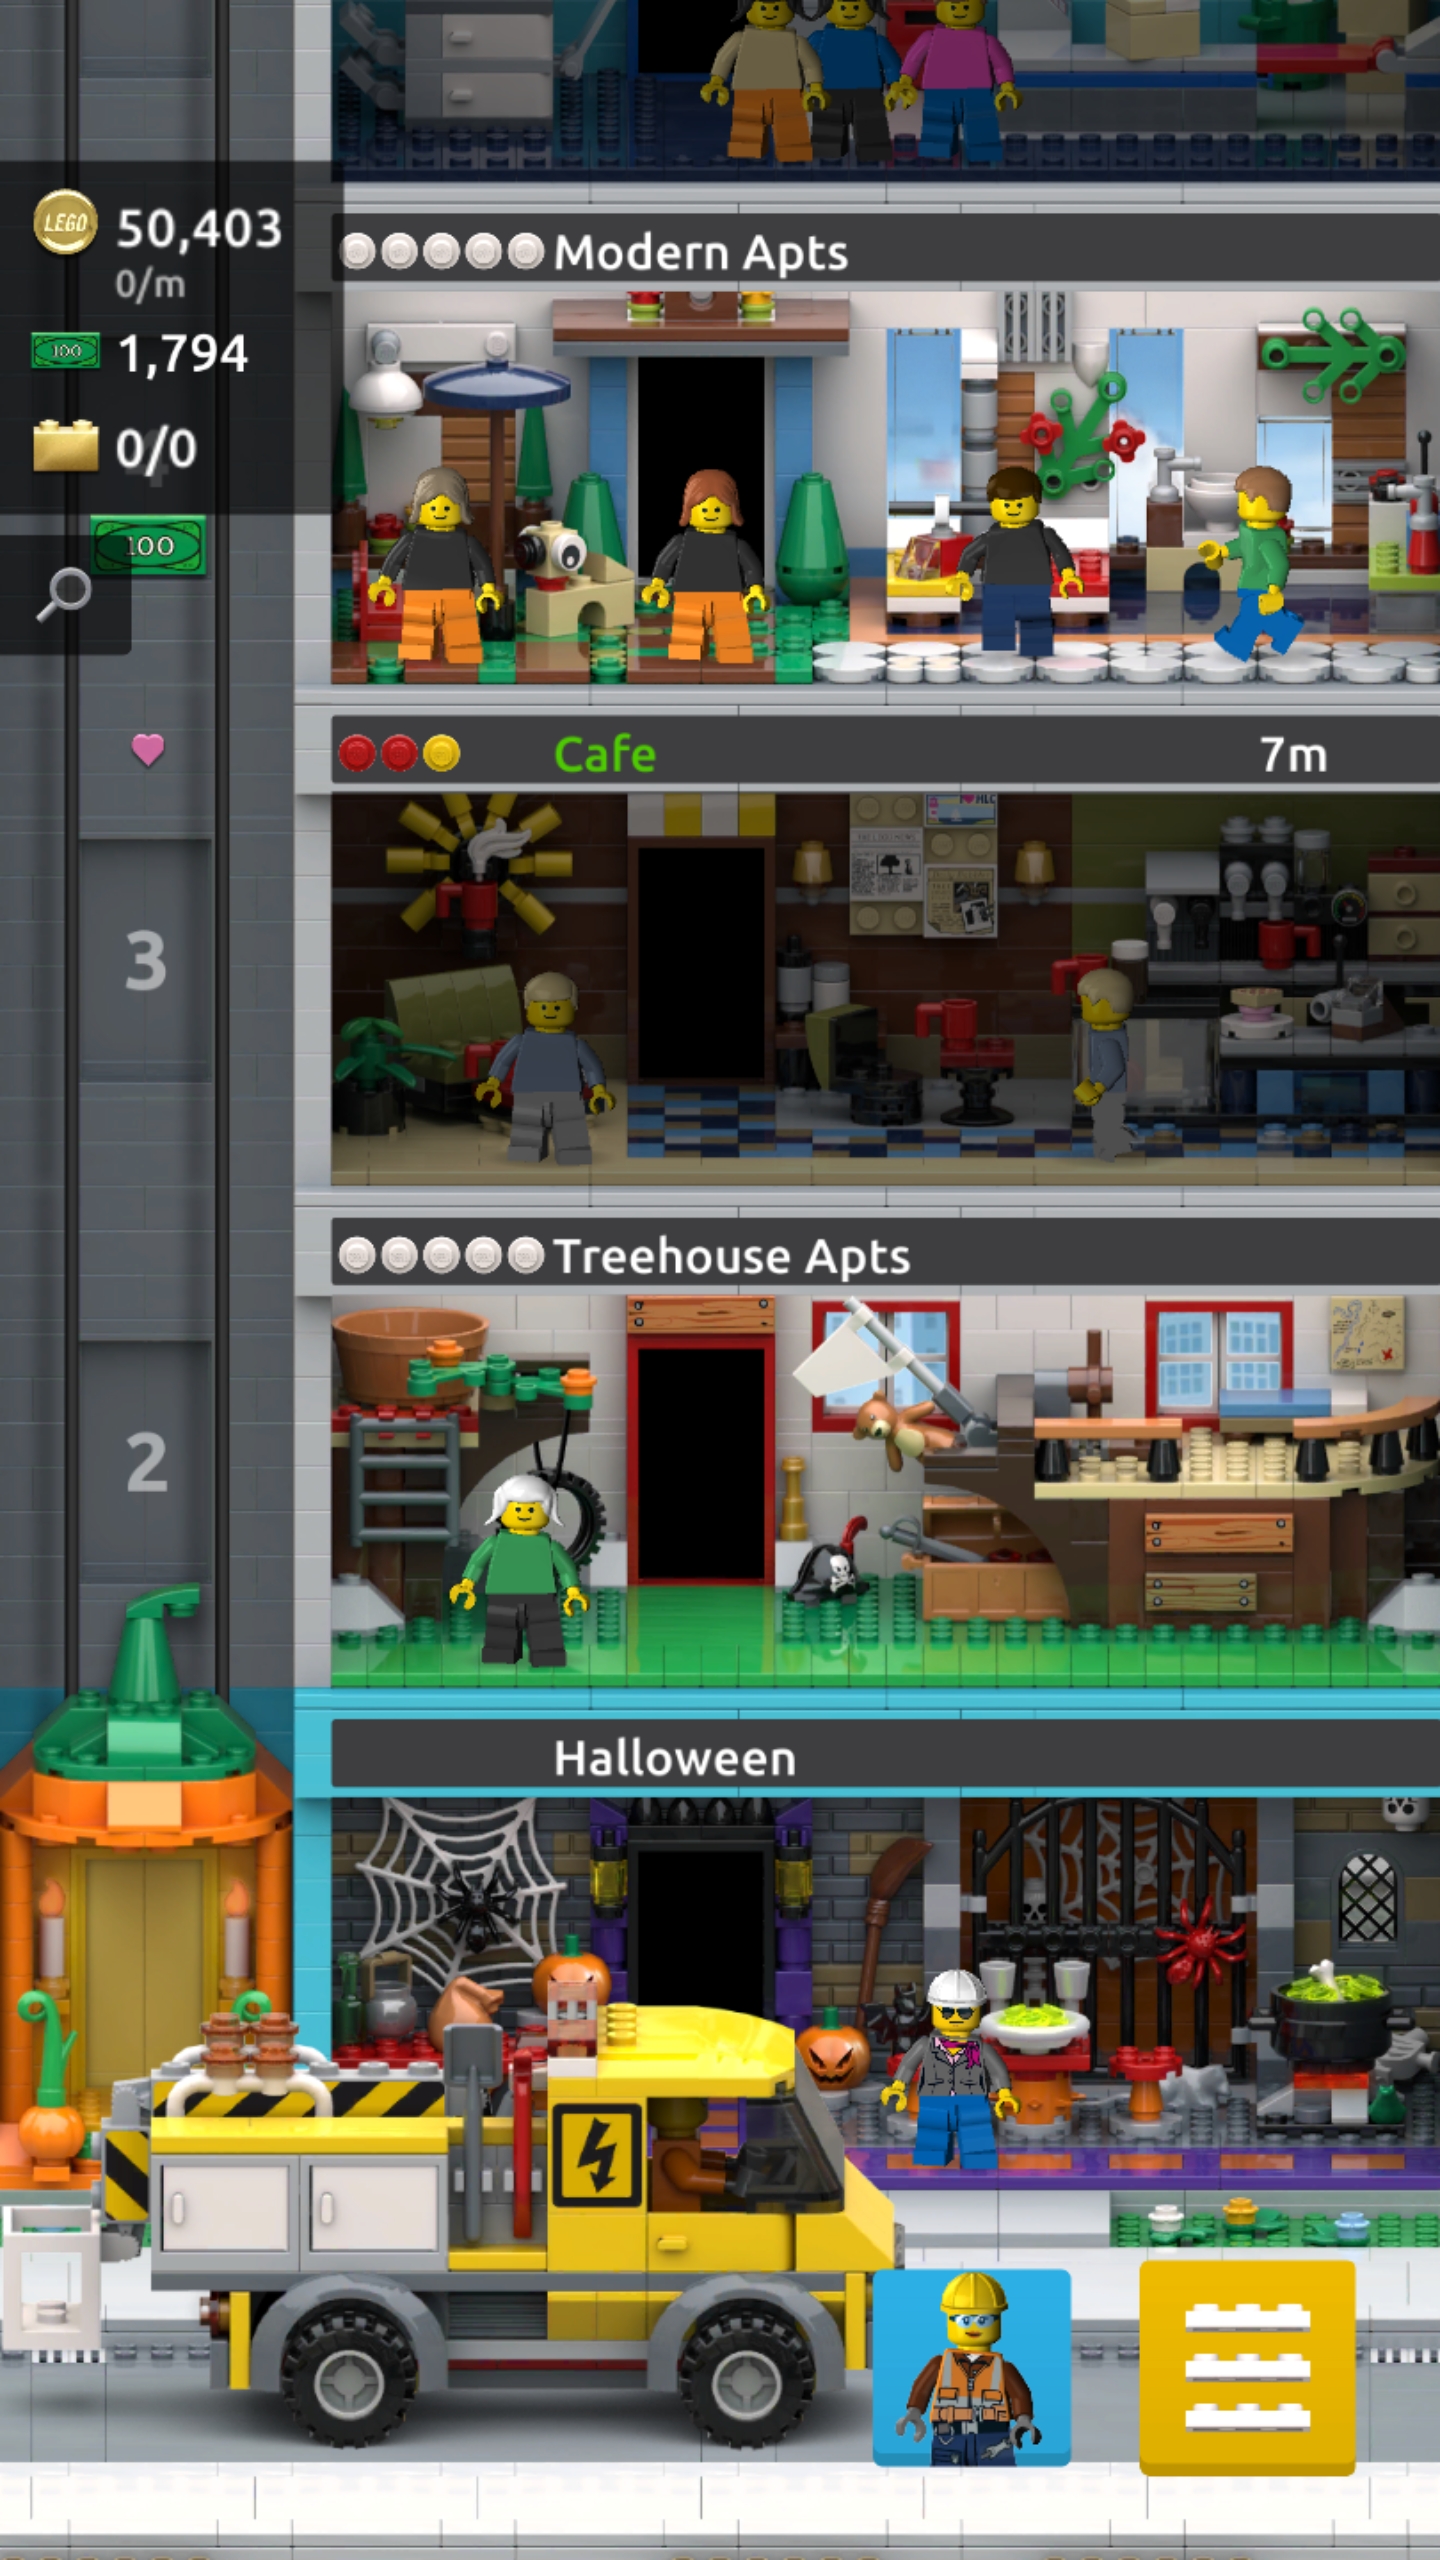 LEGO 50,403
0/m
100 1,794
0/0
100
Modern Apts
Cafe 7m
3
Treehouse Apts
2
Halloween